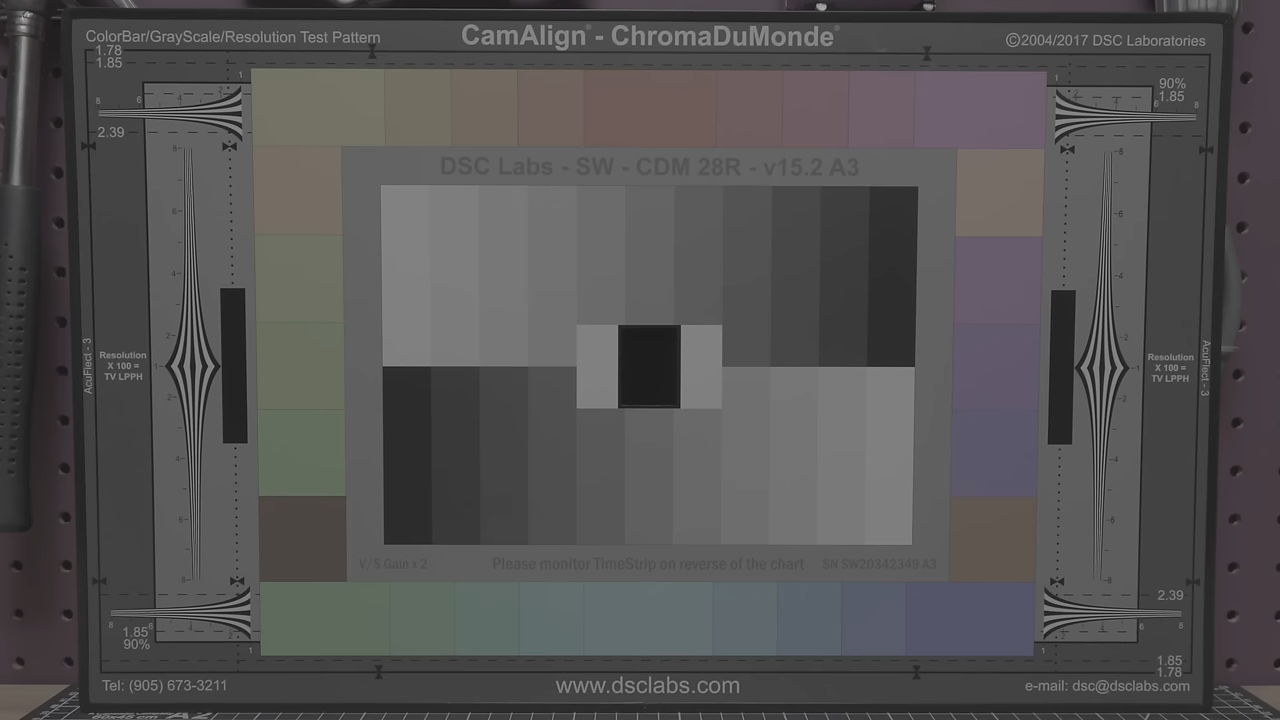 ColorBar/GrayScale/Resolution Test Pattern
CamAlign® - ChromaDuMonde®
©2004/2017 DSC Laboratories
1.78
1.85
90%
1.85
2.39
DSC Labs - SW - CDM 28R - v15.2 A3
AcuFlect - 3
Resolution
X 100 =
TV LPPH
Resolution
X 100 =
TV LPPH
AcuFlect - 3
V/S Gain x 2
Please monitor TimeStrip on reverse of the chart
SN SW20342349 A3
2.39
1.85
90%
1.85
1.78
Tel: (905) 673-3211
www.dsclabs.com
e-mail: dsc@dsclabs.com
60x45 cm A2